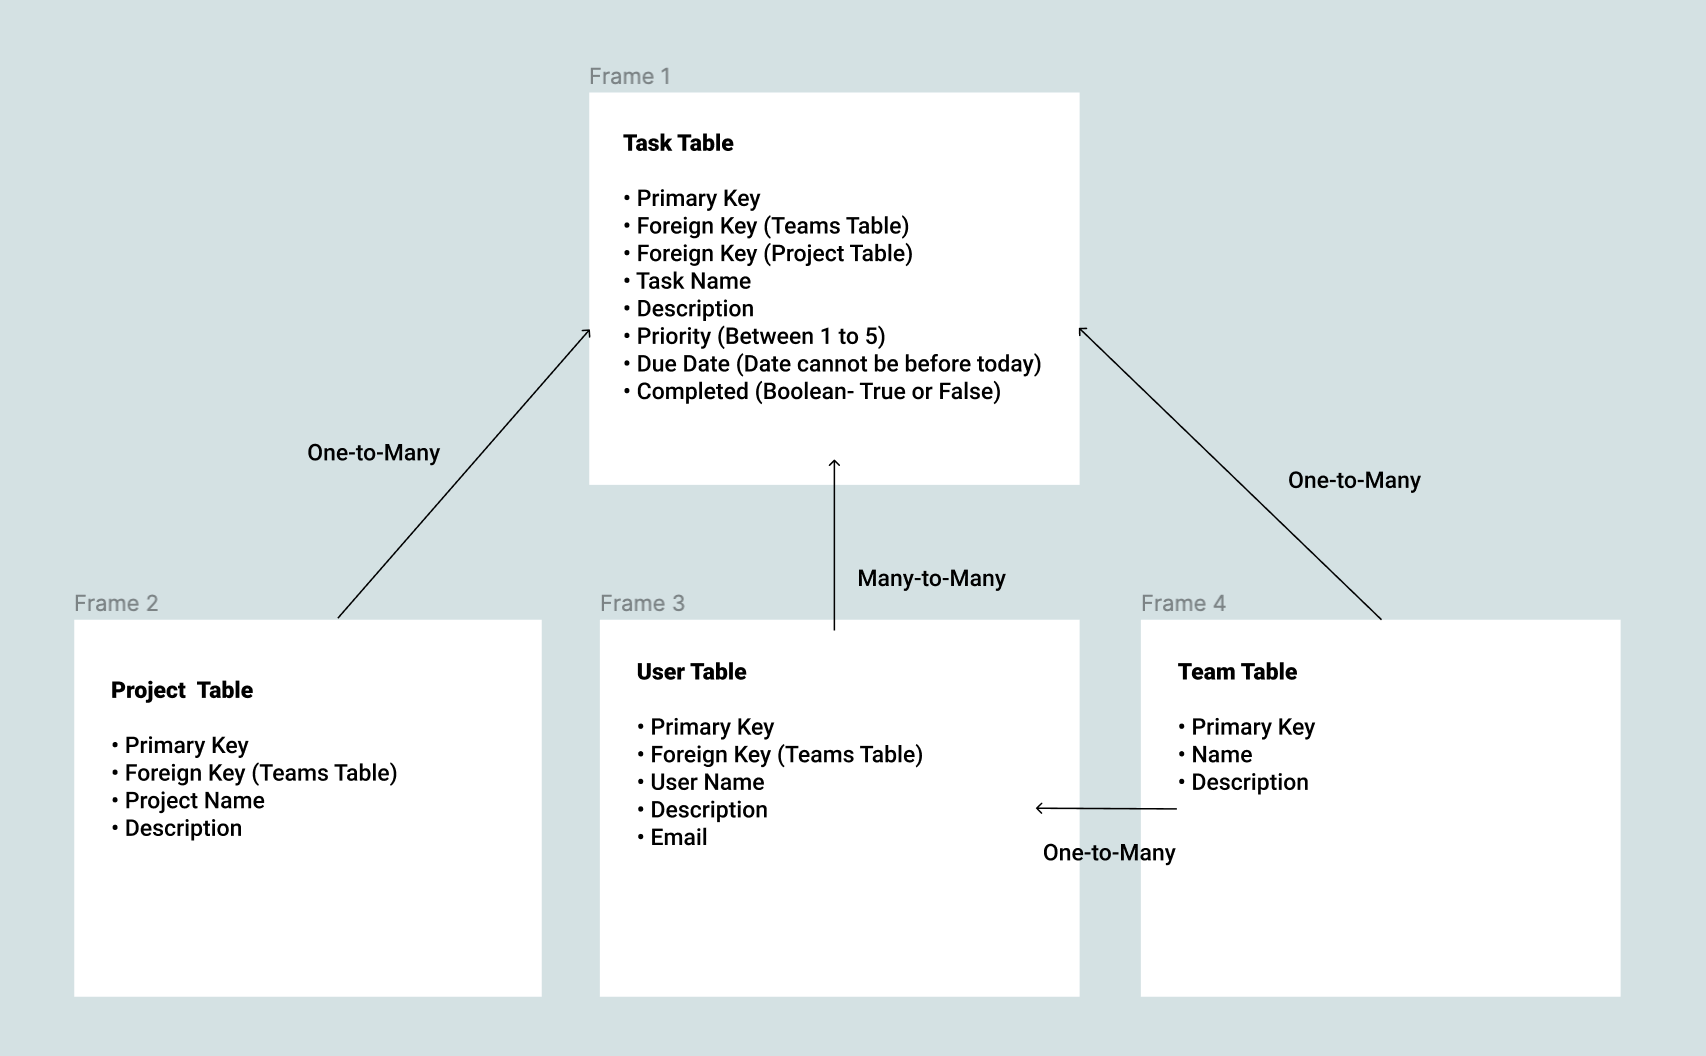 Frame 1
Task Table
• Primary Key
• Foreign Key (Teams Table)
• Foreign Key (Project Table)
• Task Name
• Description
• Priority (Between 1 to 5)
• Due Date (Date cannot be before today)
• Completed (Boolean- True or False)
One-to-Many
One-to-Many
Many-to-Many
Frame 2
Project  Table
• Primary Key
• Foreign Key (Teams Table)
• Project Name
• Description
Frame 3
User Table
• Primary Key
• Foreign Key (Teams Table)
• User Name
• Description
• Email
One-to-Many
Frame 4
Team Table
• Primary Key
• Name
• Description